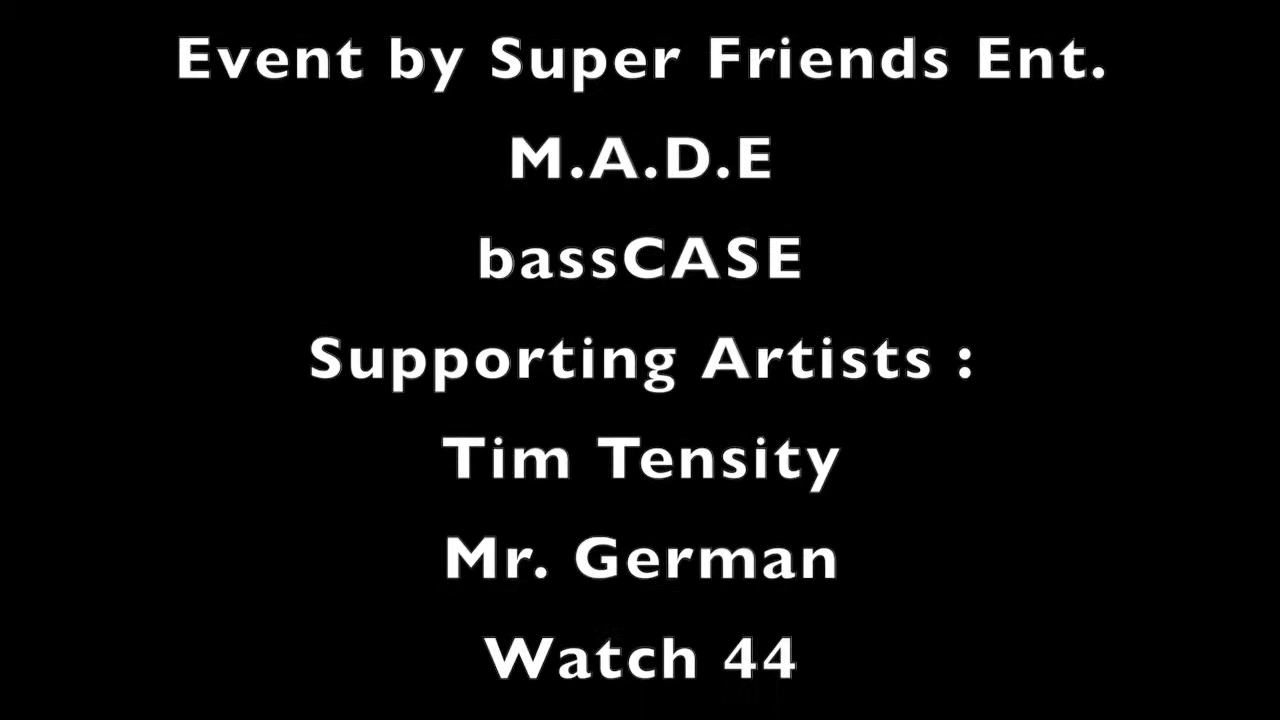 Event by Super Friends Ent.
M.A.D.E
bassCASE
Supporting Artists :
Tim Tensity
Mr. German
Watch 44